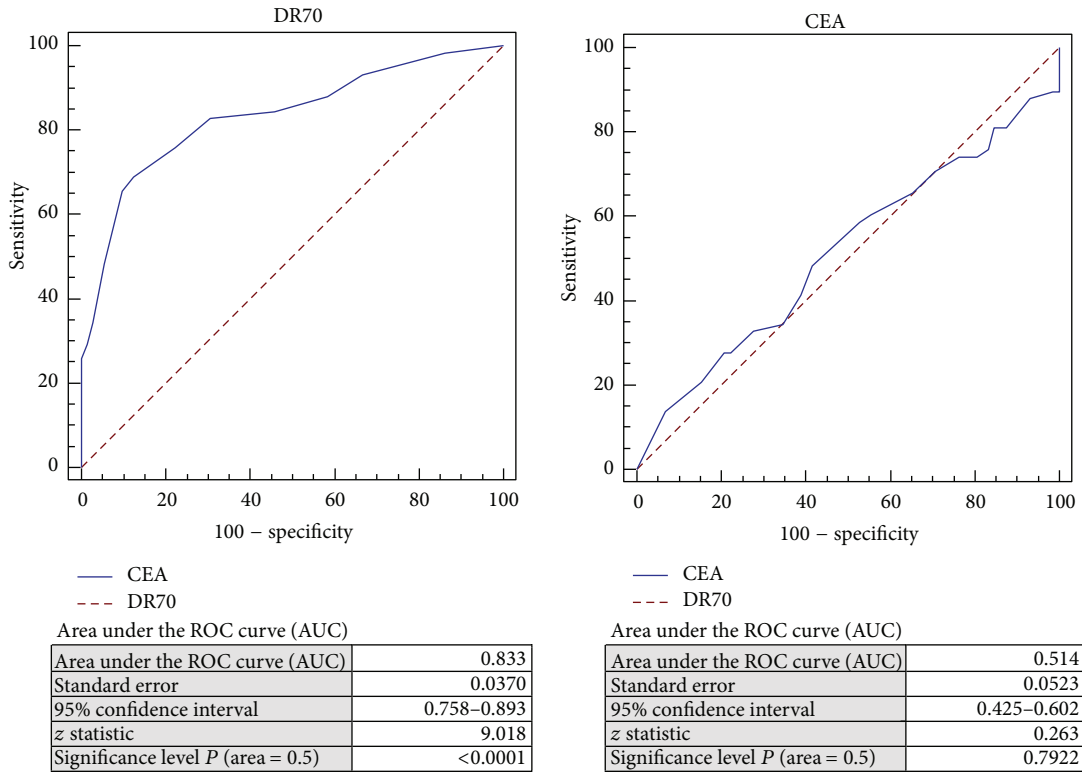 DR70
100
80
60
40
20
0
Sensitivity
0 20 40 60 80 100
100 − specificity
CEA
DR70
Area under the ROC curve (AUC)
Area under the ROC curve (AUC) 0.833
Standard error 0.0370
95% confidence interval 0.758–0.893
z statistic 9.018
Significance level P (area = 0.5) <0.0001
CEA
100
80
60
40
20
0
Sensitivity
0 20 40 60 80 100
100 − specificity
CEA
DR70
Area under the ROC curve (AUC)
Area under the ROC curve (AUC) 0.514
Standard error 0.0523
95% confidence interval 0.425–0.602
z statistic 0.263
Significance level P (area = 0.5) 0.7922